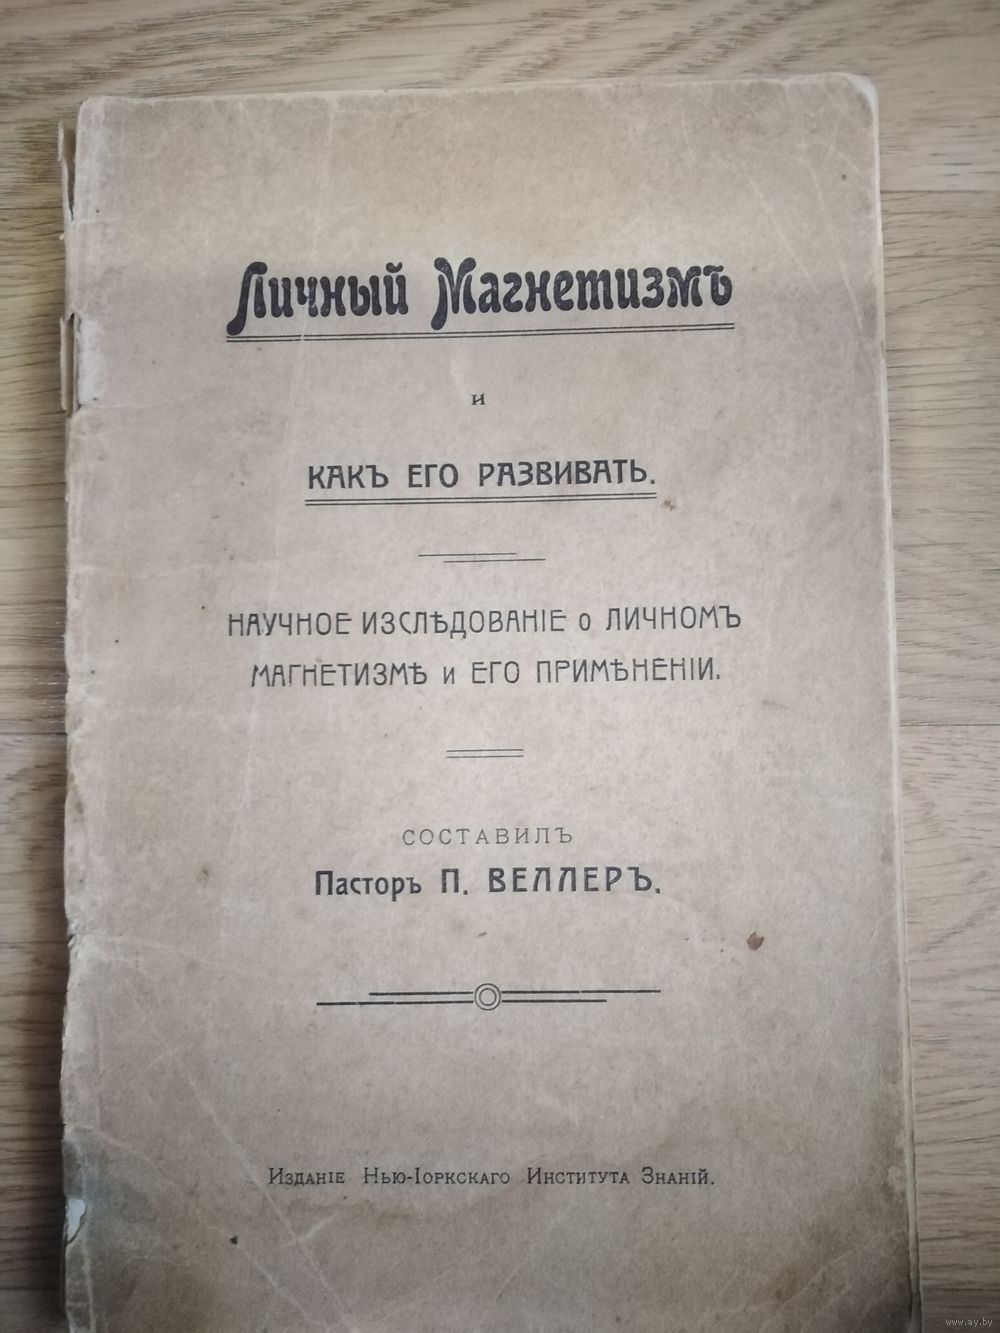 Личный Магнетизмъ
и
КАКЪ ЕГО РАЗВИВАТЬ.
НАУЧНОЕ ИЗСЛѢДОВАНІЕ о ЛИЧНОМЪ
МАГНЕТИЗМѢ и ЕГО ПРИМѢНЕНІИ.
СОСТАВИЛЪ
Пасторъ П. ВЕЛЛЕРЪ.
Изданіе Нью-Іоркскаго Института Знаній.
www.ay.by